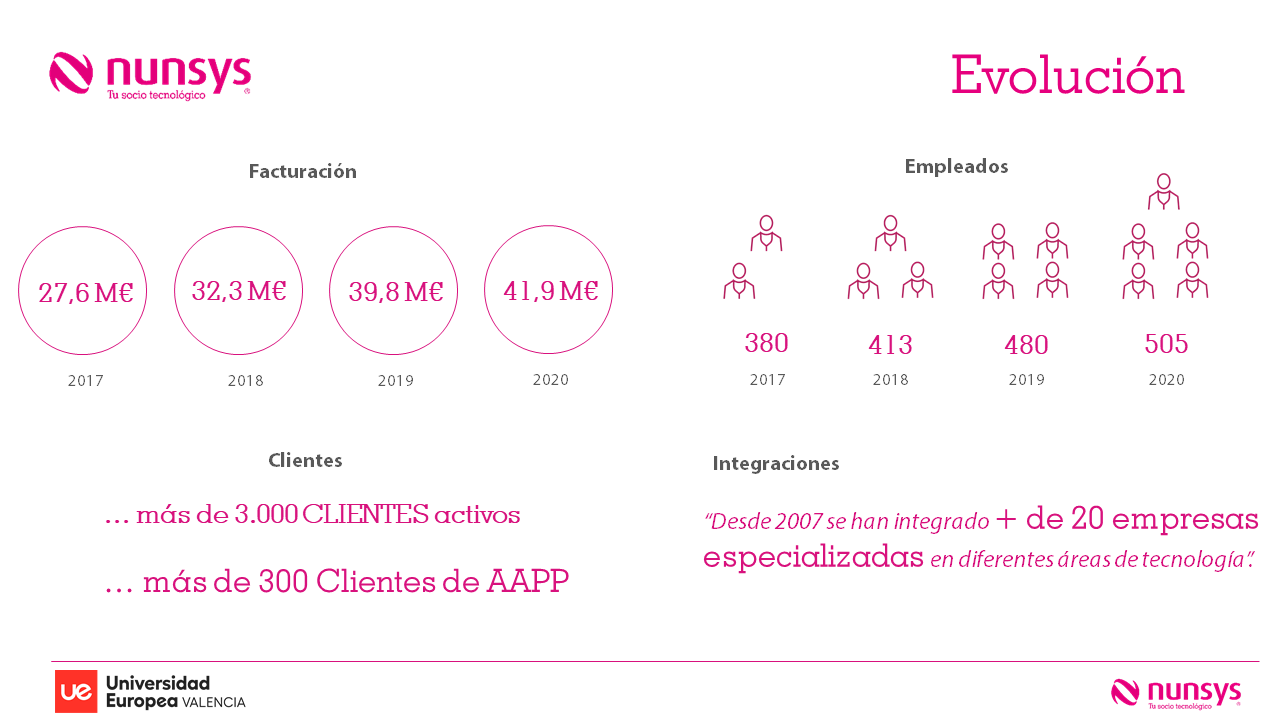 nunsys
Tu socio tecnológico
Evolución
Facturación
27,6 M€
32,3 M€
39,8 M€
41,9 M€
2017
2018
2019
2020
Empleados
380
413
480
505
2017
2018
2019
2020
Clientes
… más de 3.000 CLIENTES activos
… más de 300 Clientes de AAPP
Integraciones
“Desde 2007 se han integrado + de 20 empresas
especializadas en diferentes áreas de tecnología”.
ue Universidad
Europea VALENCIA
nunsys
Tu socio tecnológico